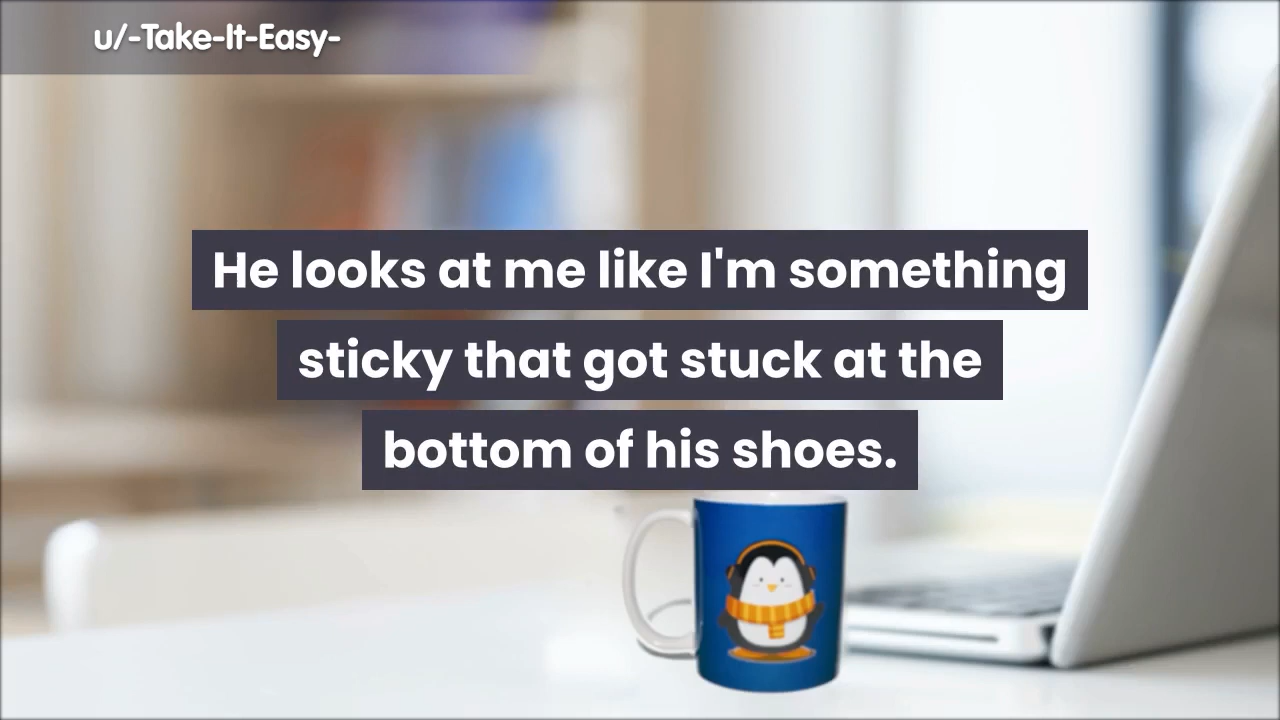 u/-Take-It-Easy-
He looks at me like I'm something
sticky that got stuck at the
bottom of his shoes.